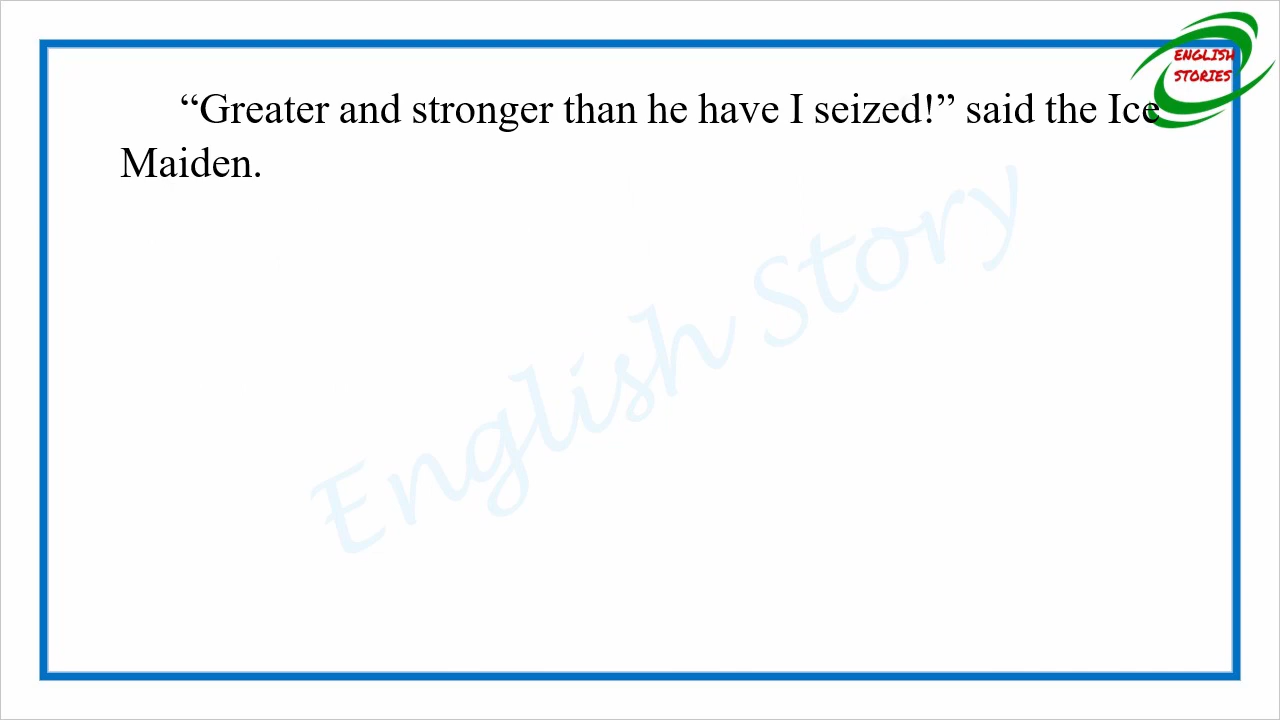 ENGLISH
STORIES
“Greater and stronger than he have I seized!” said the Ice
Maiden.
English Story